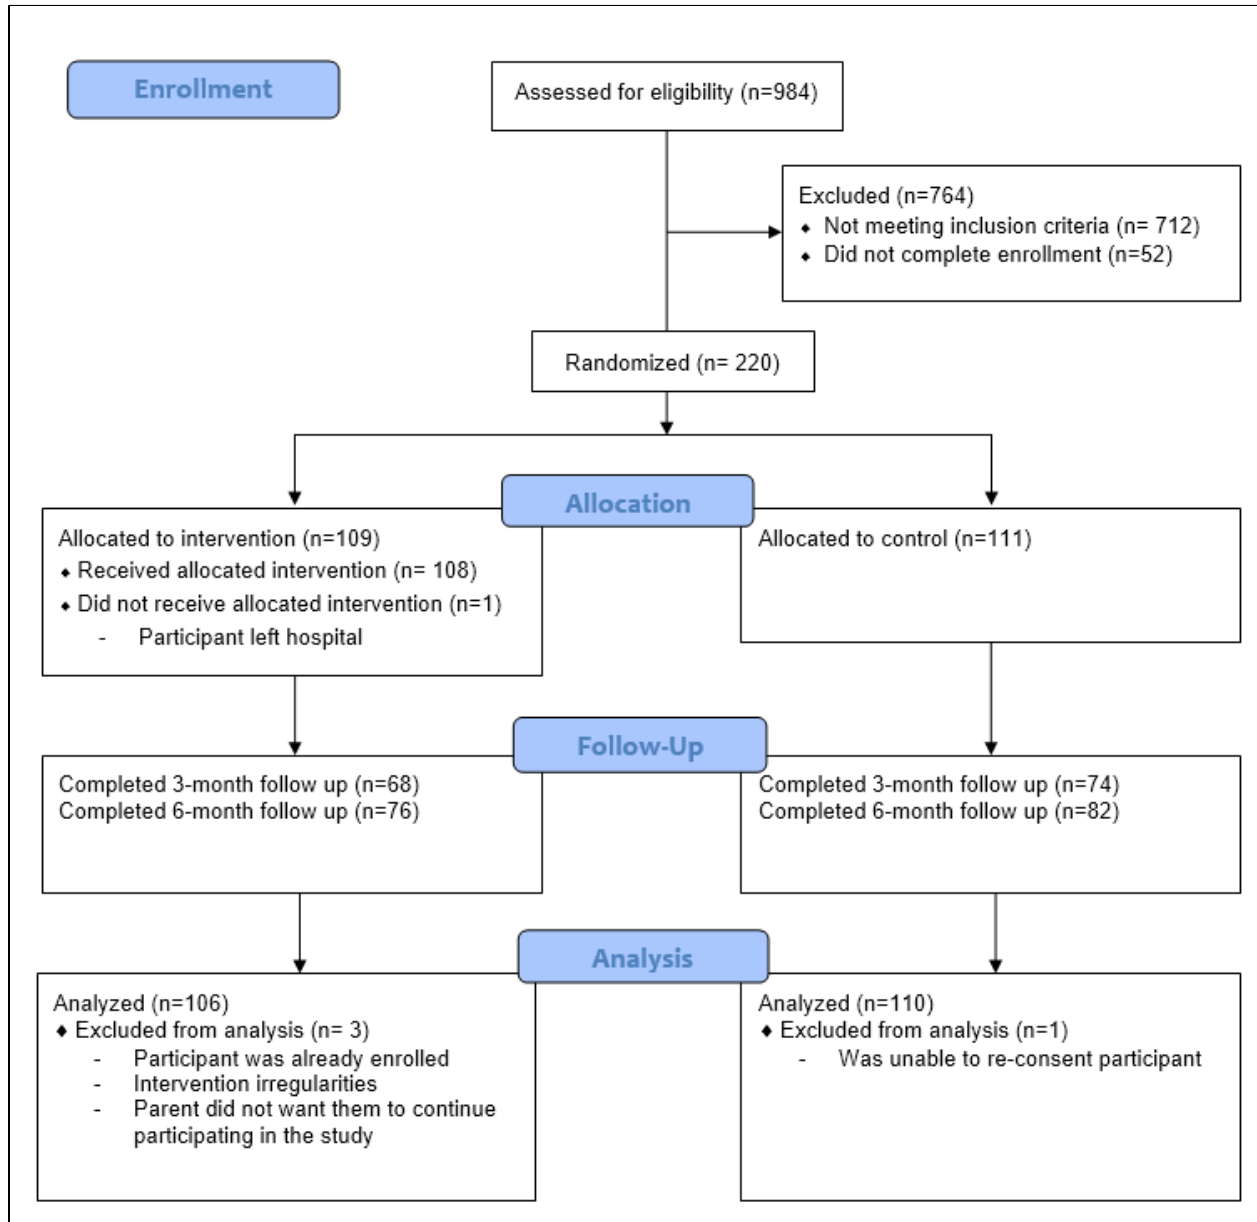 Enrollment
Assessed for eligibility (n=984)
Excluded (n=764)
⬥ Not meeting inclusion criteria (n= 712)
⬥ Did not complete enrollment (n=52)
Randomized (n= 220)
Allocation
Allocated to intervention (n=109)
⬥ Received allocated intervention (n= 108)
⬥ Did not receive allocated intervention (n=1)
- Participant left hospital
Allocated to control (n=111)
Follow-Up
Completed 3-month follow up (n=68)
Completed 6-month follow up (n=76)
Completed 3-month follow up (n=74)
Completed 6-month follow up (n=82)
Analysis
Analyzed (n=106)
⬥ Excluded from analysis (n= 3)
- Participant was already enrolled
- Intervention irregularities
- Parent did not want them to continue
participating in the study
Analyzed (n=110)
⬥ Excluded from analysis (n=1)
- Was unable to re-consent participant